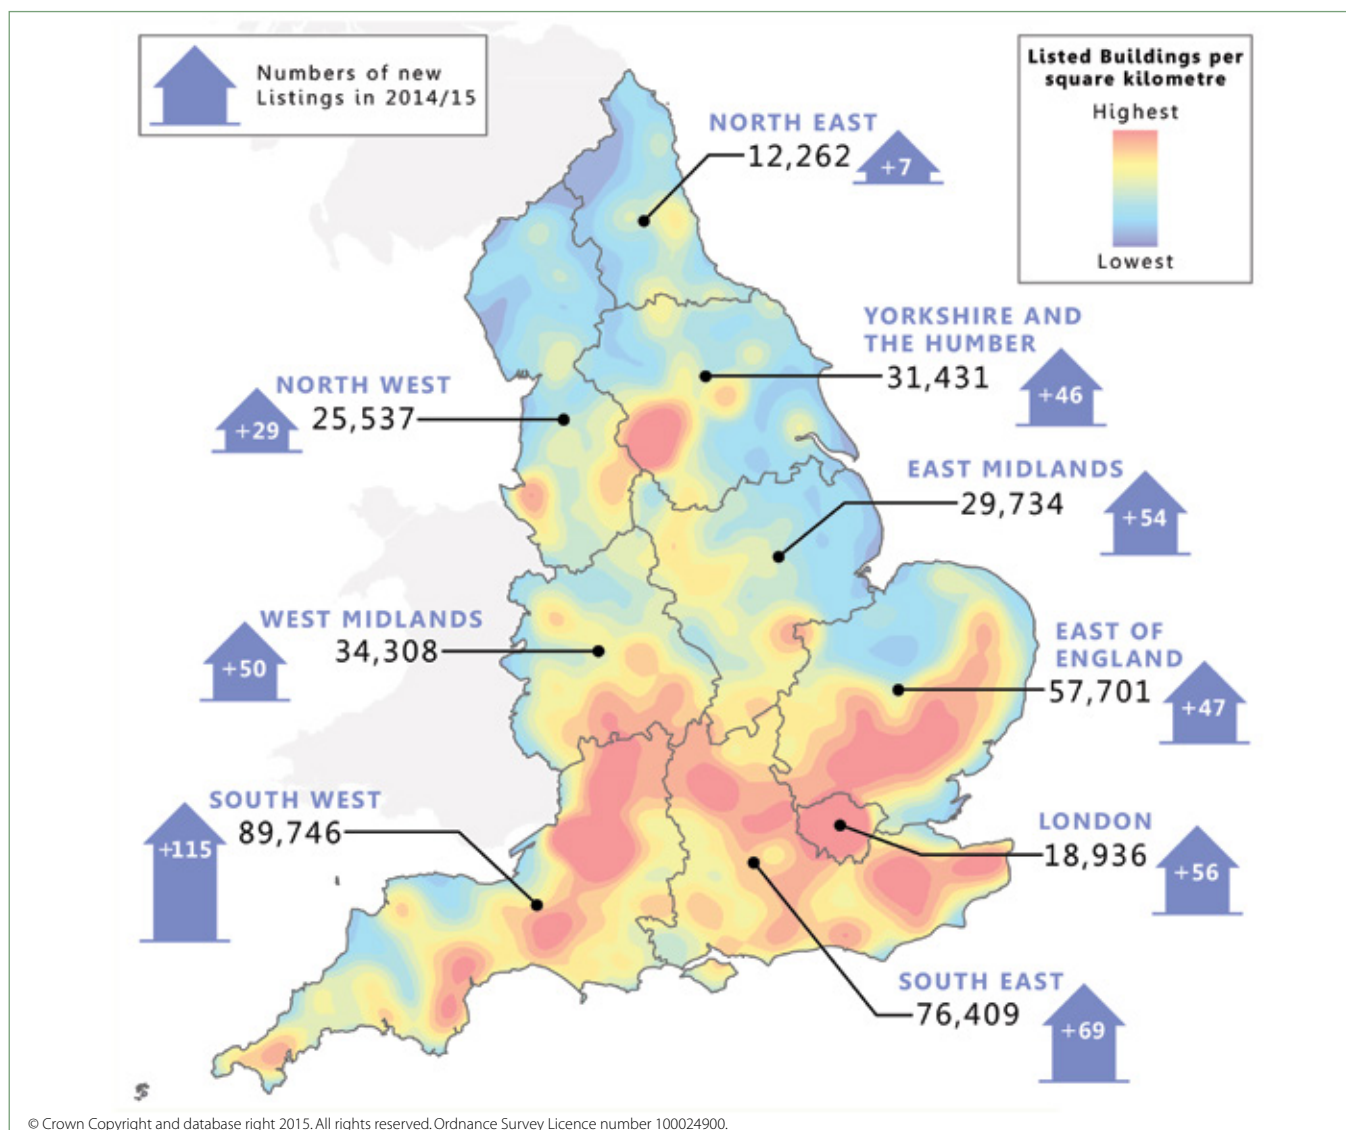 Numbers of new
Listings in 2014/15
Listed Buildings per
square kilometre
Highest
Lowest
NORTH EAST
12,262
+7
YORKSHIRE AND
THE HUMBER
31,431
+46
NORTH WEST
25,537
+29
EAST MIDLANDS
29,734
+54
WEST MIDLANDS
34,308
+50
EAST OF
ENGLAND
57,701
+47
SOUTH WEST
89,746
+115
LONDON
18,936
+56
SOUTH EAST
76,409
+69
© Crown Copyright and database right 2015. All rights reserved. Ordnance Survey Licence number 100024900.